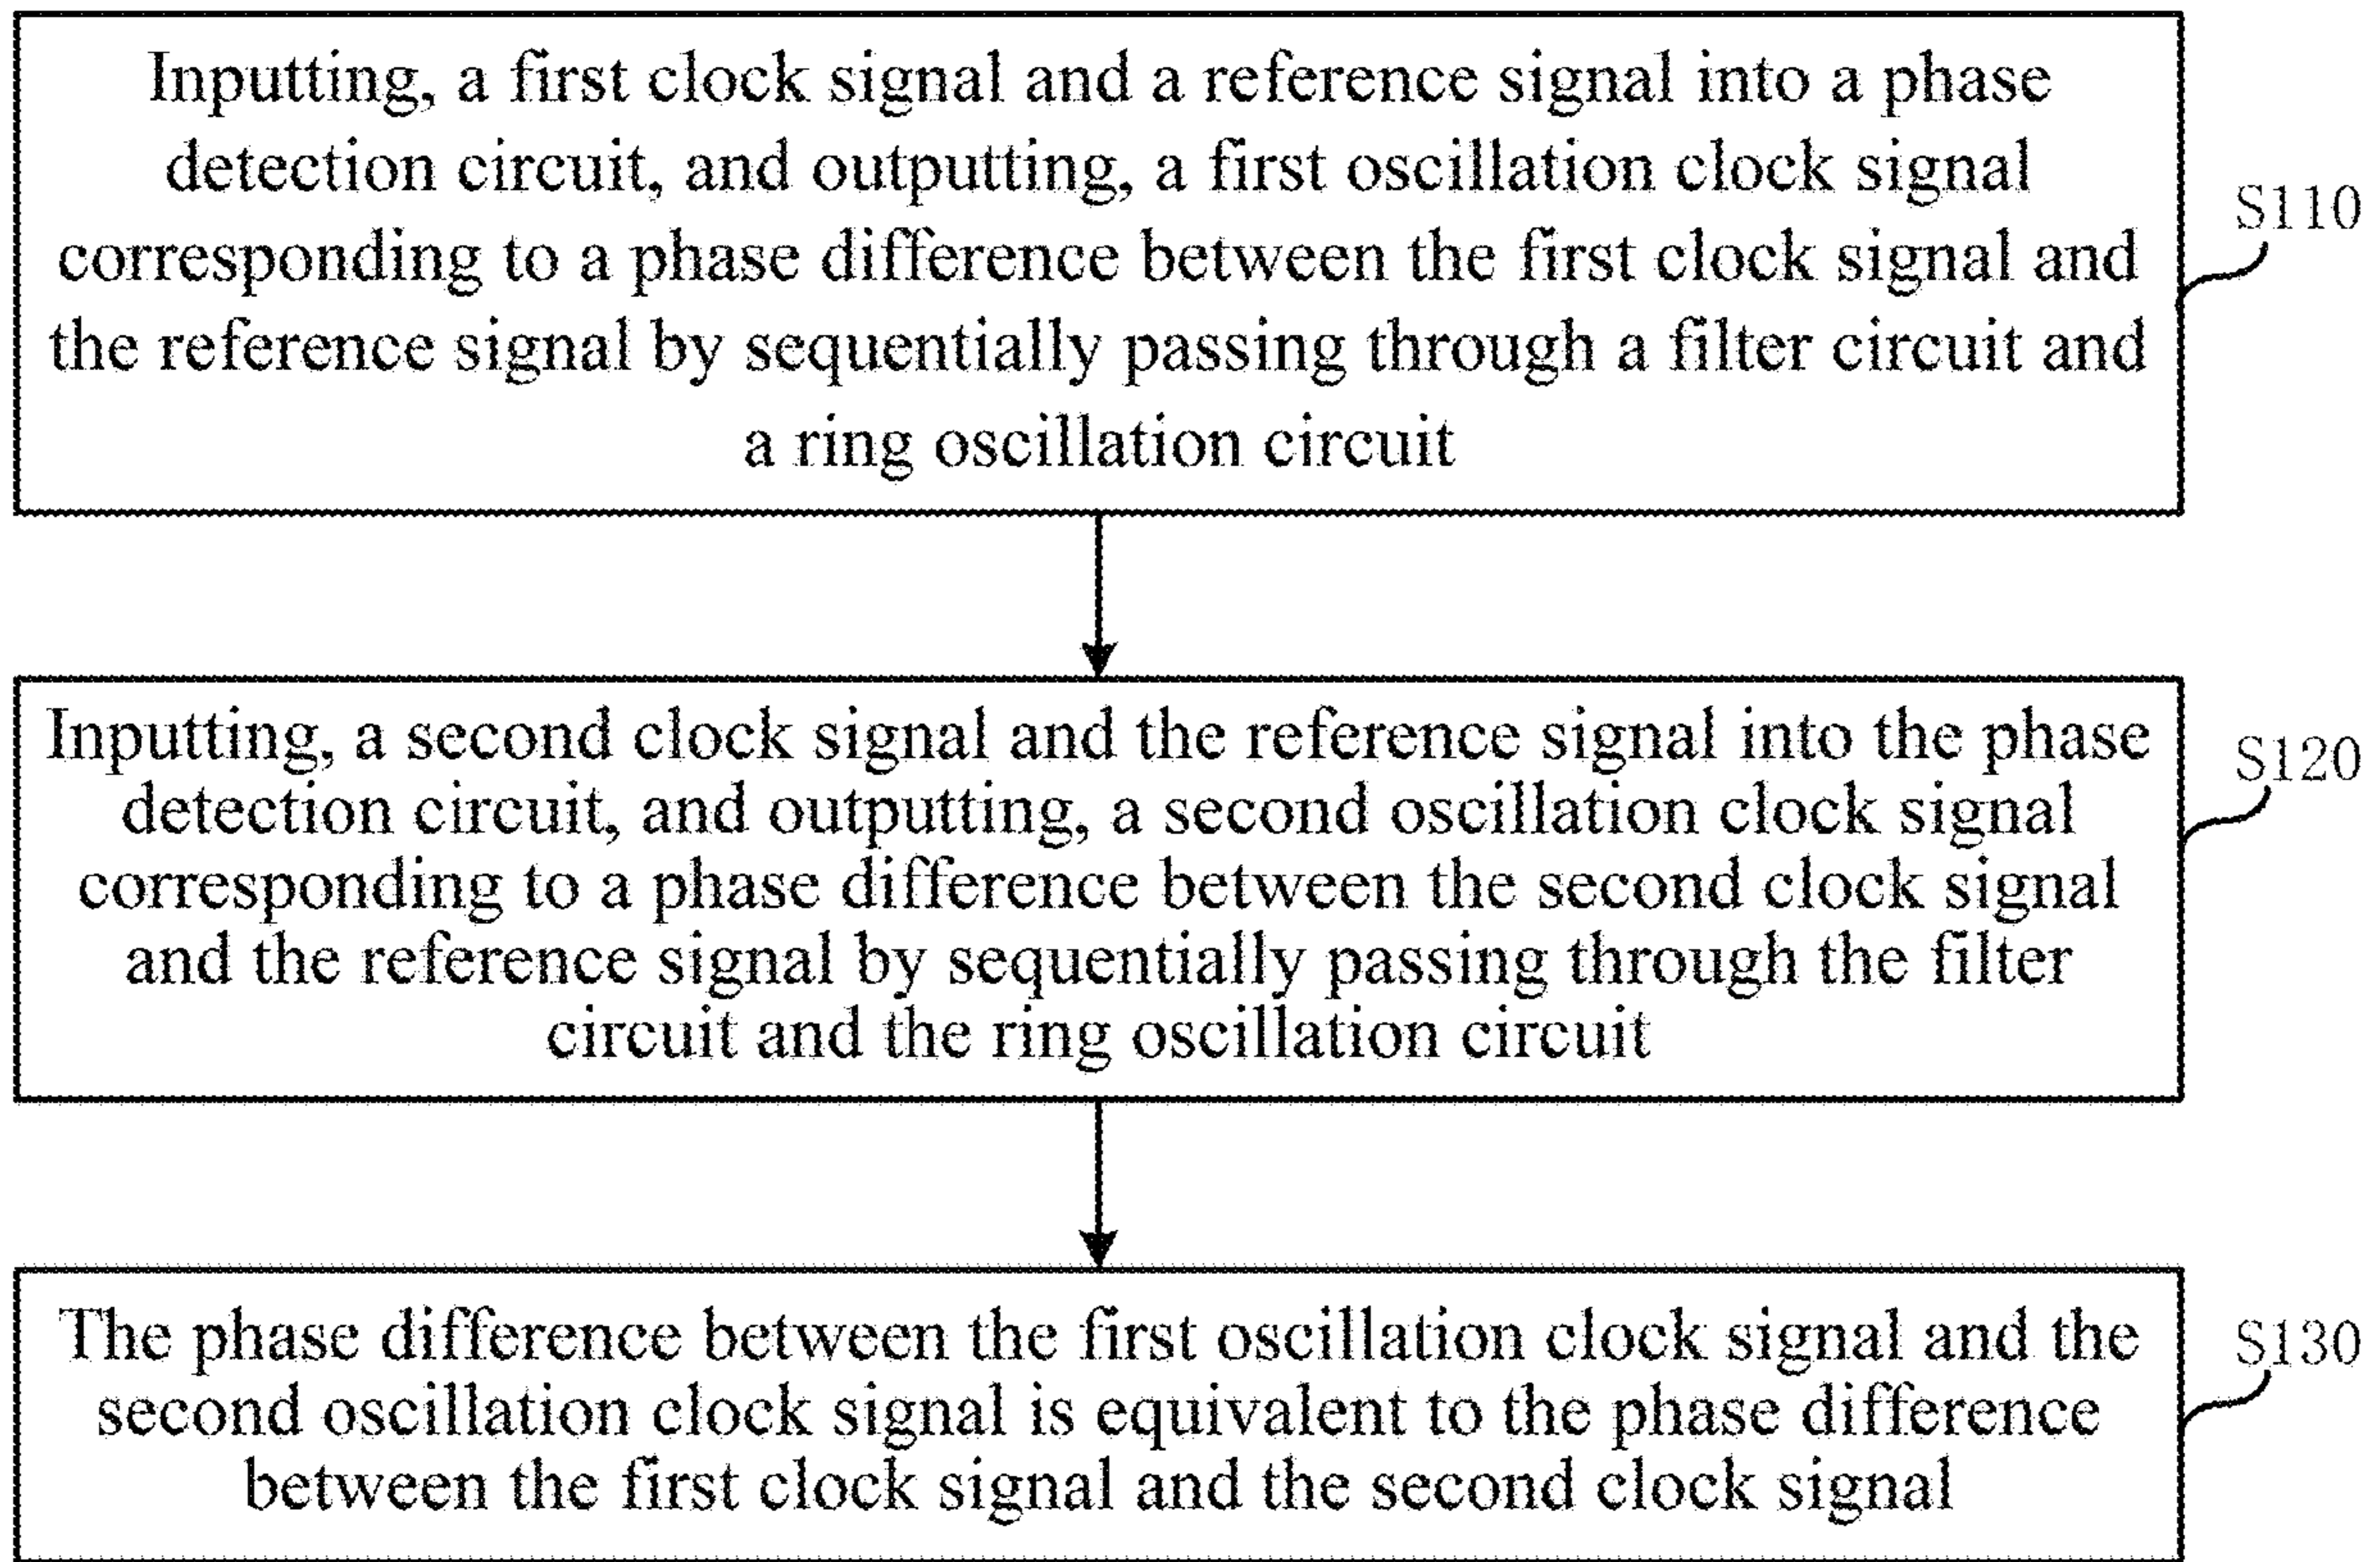 Inputting, a first clock signal and a reference signal into a phase
detection circuit, and outputting, a first oscillation clock signal
corresponding to a phase difference between the first clock signal and
the reference signal by sequentially passing through a filter circuit and
a ring oscillation circuit
S110
Inputting, a second clock signal and the reference signal into the phase
detection circuit, and outputting, a second oscillation clock signal
corresponding to a phase difference between the second clock signal
and the reference signal by sequentially passing through the filter
circuit and the ring oscillation circuit
S120
The phase difference between the first oscillation clock signal and the
second oscillation clock signal is equivalent to the phase difference
between the first clock signal and the second clock signal
S130